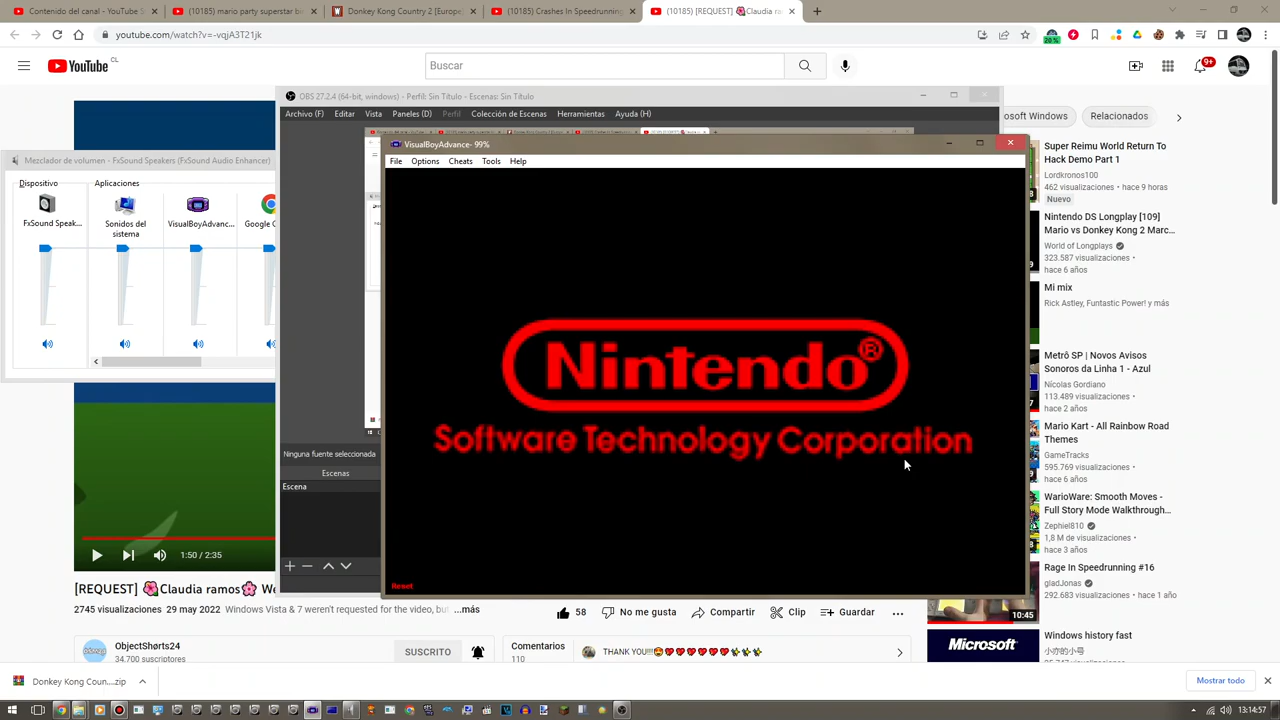 (10185) Contenido del canal - YouTube
(10185) mario party superstar bi
Donkey Kong Country 2 [Europe]
(10185) Crashes In Speedrunning
(10185) [REQUEST] 🌺Claudia ra
youtube.com/watch?v=-vqjA3T21jk
20 %
YouTube CL
Buscar
9+
OBS 27.2.4 (64-bit, windows) - Perfil: Sin Título - Escenas: Sin Título
Archivo (F) Editar Vista Paneles (D) Perfil Colección de Escenas Herramientas Ayuda (H)
osoft Windows
Relacionados
VisualBoyAdvance- 99%
File Options Cheats Tools Help
Mezclador de volumen - FxSound Speakers (FxSound Audio Enhancer)
Dispositivo
Aplicaciones
FxSound Speak...
Sonidos del sistema
VisualBoyAdvanc...
Google C
Nintendo®
Software Technology Corporation
Reset
Ninguna fuente seleccionada
Escenas
Escena
1:50 / 2:35
[REQUEST] 🌺Claudia ramos🌺 We
2745 visualizaciones 29 may 2022 Windows Vista & 7 weren't requested for the video, but ...más
58
No me gusta
Compartir
Clip
Guardar
ObjectShørts24
34.700 suscriptores
SUSCRITO
Comentarios
110
THANK YOU!!!
Super Reimu World Return To
Hack Demo Part 1
Lordkronos100
462 visualizaciones • hace 9 horas
Nuevo
Nintendo DS Longplay [109]
Mario vs Donkey Kong 2 Marc...
World of Longplays
323.587 visualizaciones •
hace 6 años
Mi mix
Rick Astley, Funtastic Power! y más
Metrô SP | Novos Avisos
Sonoros da Linha 1 - Azul
Nícolas Gordiano
113.489 visualizaciones •
hace 2 años
Mario Kart - All Rainbow Road
Themes
GameTracks
595.769 visualizaciones •
hace 6 años
WarioWare: Smooth Moves -
Full Story Mode Walkthrough...
Zephiel810
1,8 M de visualizaciones •
hace 3 años
Rage In Speedrunning #16
gladJonas
292.683 visualizaciones • hace 1 año
10:45
Windows history fast
小亦的小号
Microsoft
Donkey Kong Coun....zip
Mostrar todo
13:14:57